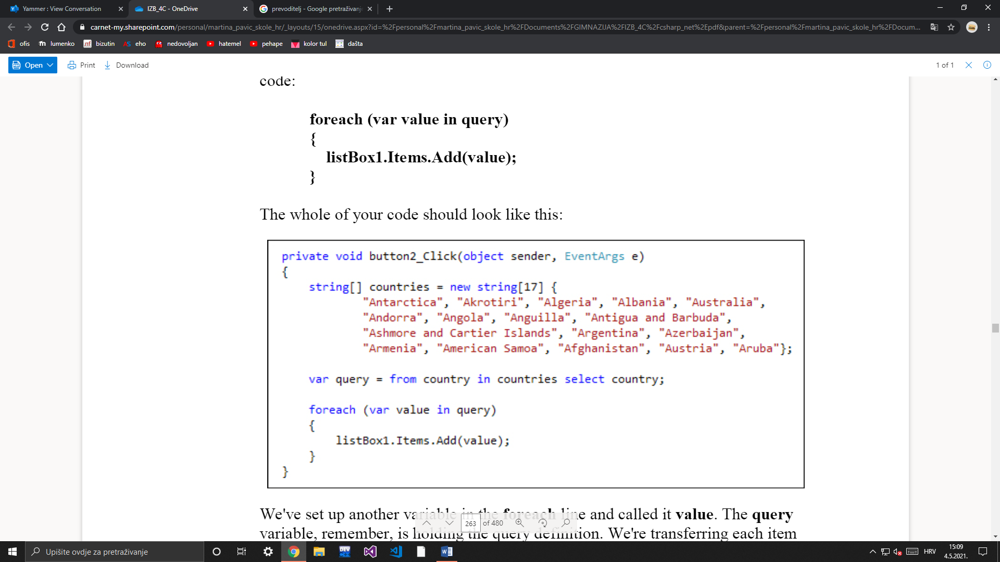 Yammer : View Conversation
IZB_4C - OneDrive
prevoditelj - Google pretraživanje
carnet-my.sharepoint.com/personal/martina_pavic_skole_hr/_layouts/15/onedrive.aspx?id=%2Fpersonal%2Fmartina_pavic_skole_hr%2FDocuments%2FGIMNAZIJA%2FIZB_4C%2Fcsharp_net%2Epdf&parent=%2Fpersonal%2Fmartina_pavic_skole_hr%2FDocum...
ofis lumenko bizutin eho nedovoljan hatemel pehape kolor tul dašta
Open Print Download 1 of 1
code:
foreach (var value in query)
{
listBox1.Items.Add(value);
}
The whole of your code should look like this:
private void button2_Click(object sender, EventArgs e)
{
string[] countries = new string[17] {
"Antarctica", "Akrotiri", "Algeria", "Albania", "Australia",
"Andorra", "Angola", "Anguilla", "Antigua and Barbuda",
"Ashmore and Cartier Islands", "Argentina", "Azerbaijan",
"Armenia", "American Samoa", "Afghanistan", "Austria", "Aruba"};
var query = from country in countries select country;
foreach (var value in query)
{
listBox1.Items.Add(value);
}
}
We've set up another variable in the foreach line and called it value. The query
263 of 480
variable, remember, is holding the query definition. We're transferring each item
Upišite ovdje za pretraživanje
DEV
HRV
15:09
4.5.2021.